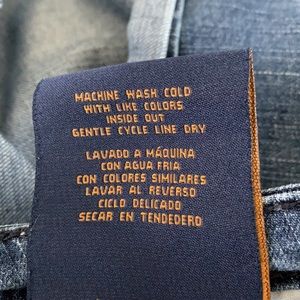 MACHINE WASH COLD
WITH LIKE COLORS
INSIDE OUT
GENTLE CYCLE LINE DRY
LAVADO A MÁQUINA
CON AGUA FRIA
CON COLORES SIMILARES
LAVAR AL REVERSO
CICLO DELICADO
SECAR EN TENDEDERO